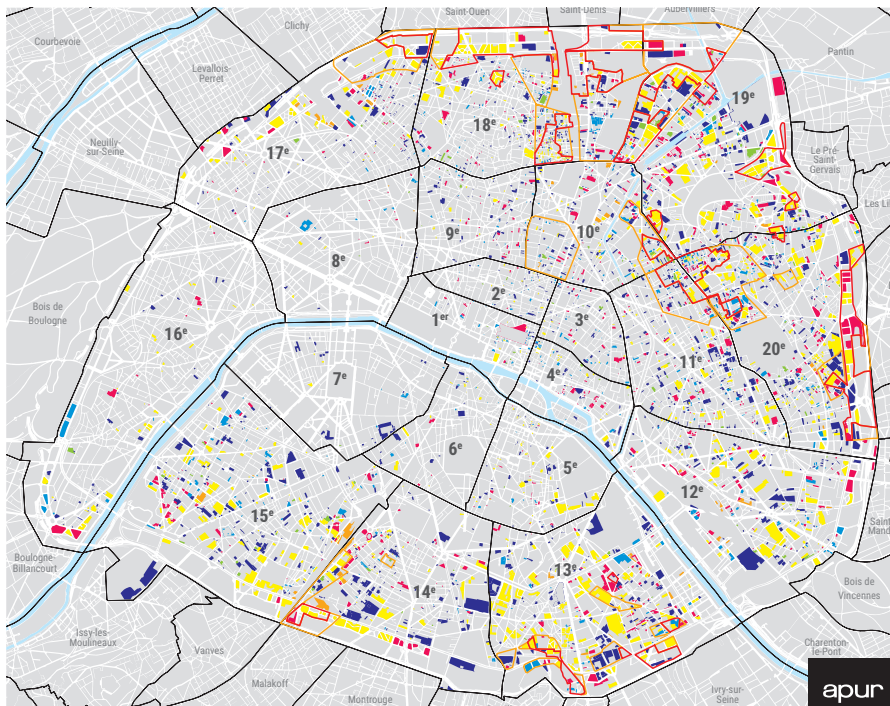 Saint-Ouen
Saint-Denis
Aubervilliers
Clichy
Courbevoie
Levallois-
Perret
Pantin
19e
18e
17e
Neuilly-
sur-Seine
Le Pré-
Saint-
Gervais
Les Li
9e
10e
8e
2e
1er
3e
Bois de
Boulogne
16e
11e
20e
4e
7e
6e
5e
12e
15e
Saint-
Mandé
13e
14e
Boulogne-
Billancourt
Bois de
Vincennes
Issy-les-
Moulineaux
Vanves
Charenton-
le-Pont
Malakoff
Ivry-sur-
Seine
Montrouge
apur